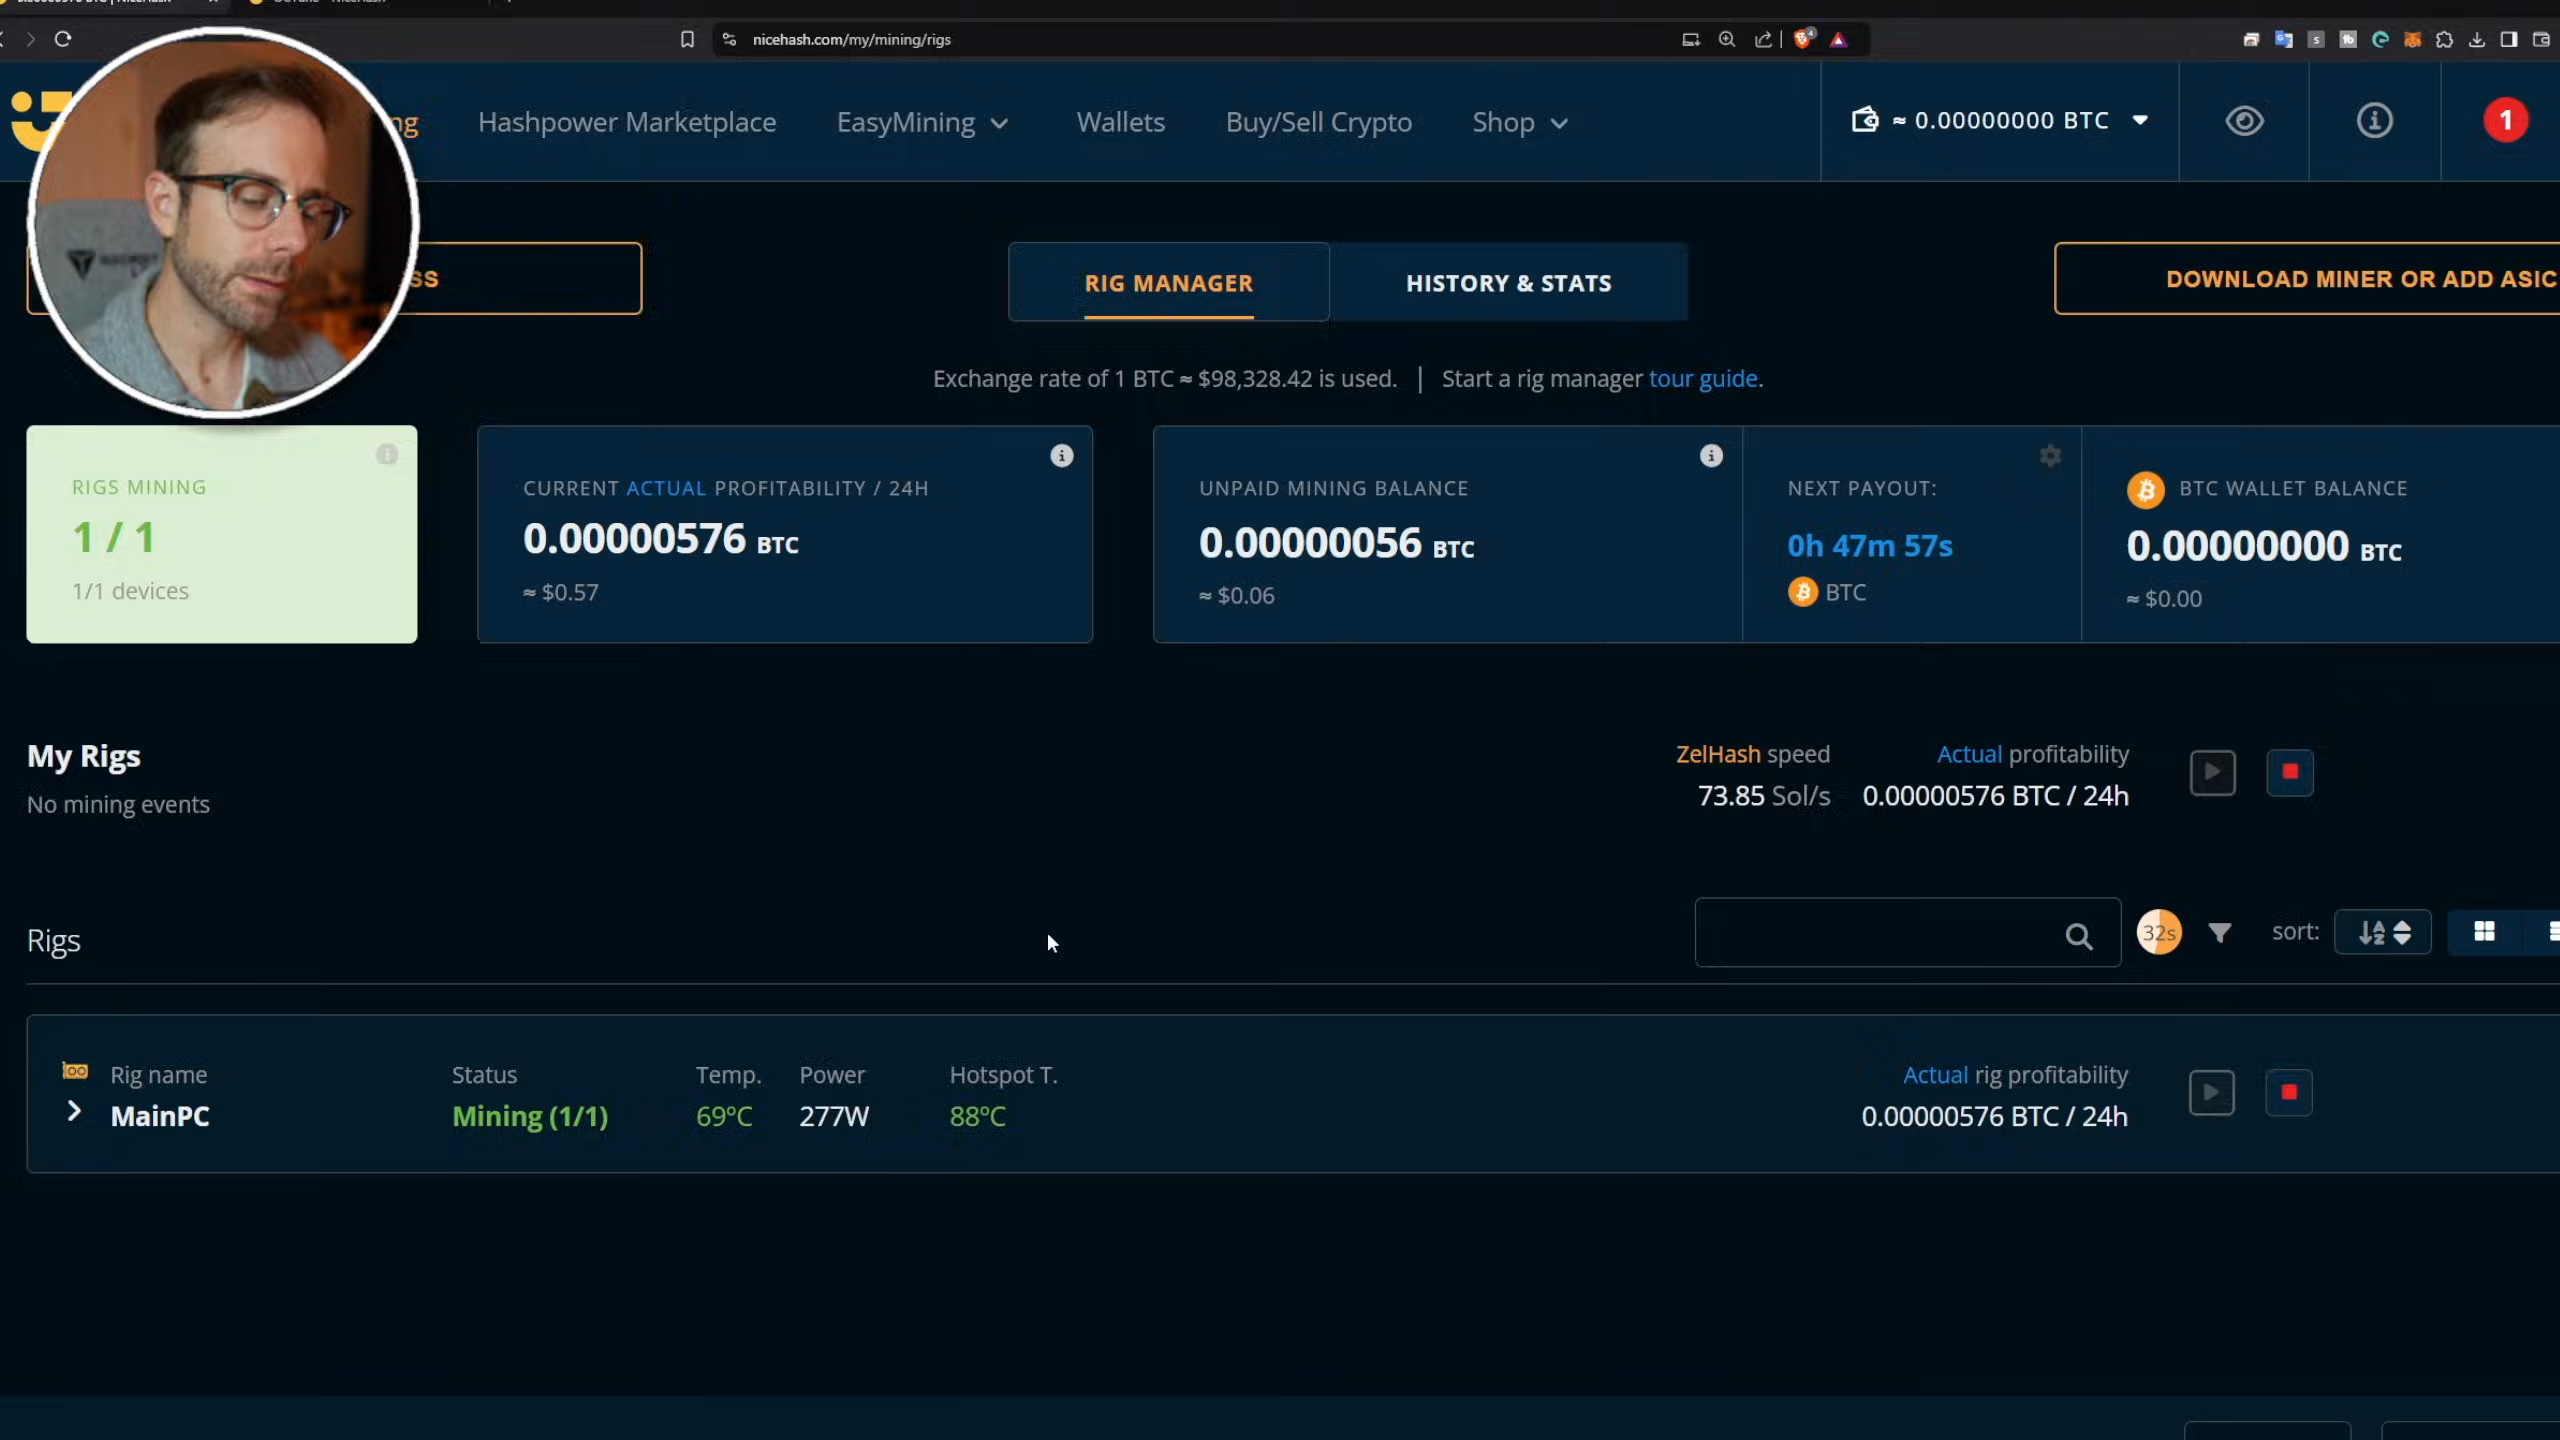 nicehash.com/my/mining/rigs
ng
Hashpower Marketplace
EasyMining
Wallets
Buy/Sell Crypto
Shop
≈ 0.00000000 BTC
1
SS
RIG MANAGER
HISTORY & STATS
DOWNLOAD MINER OR ADD ASIC
Exchange rate of 1 BTC ≈ $98,328.42 is used. | Start a rig manager tour guide.
RIGS MINING
1 / 1
1/1 devices
CURRENT ACTUAL PROFITABILITY / 24H
0.00000576 BTC
≈ $0.57
UNPAID MINING BALANCE
0.00000056 BTC
≈ $0.06
NEXT PAYOUT:
0h 47m 57s
BTC
BTC WALLET BALANCE
0.00000000 BTC
≈ $0.00
My Rigs
No mining events
ZelHash speed
73.85 Sol/s
Actual profitability
0.00000576 BTC / 24h
Rigs
32s
sort:
Rig name
MainPC
Status
Mining (1/1)
Temp.
69°C
Power
277W
Hotspot T.
88°C
Actual rig profitability
0.00000576 BTC / 24h